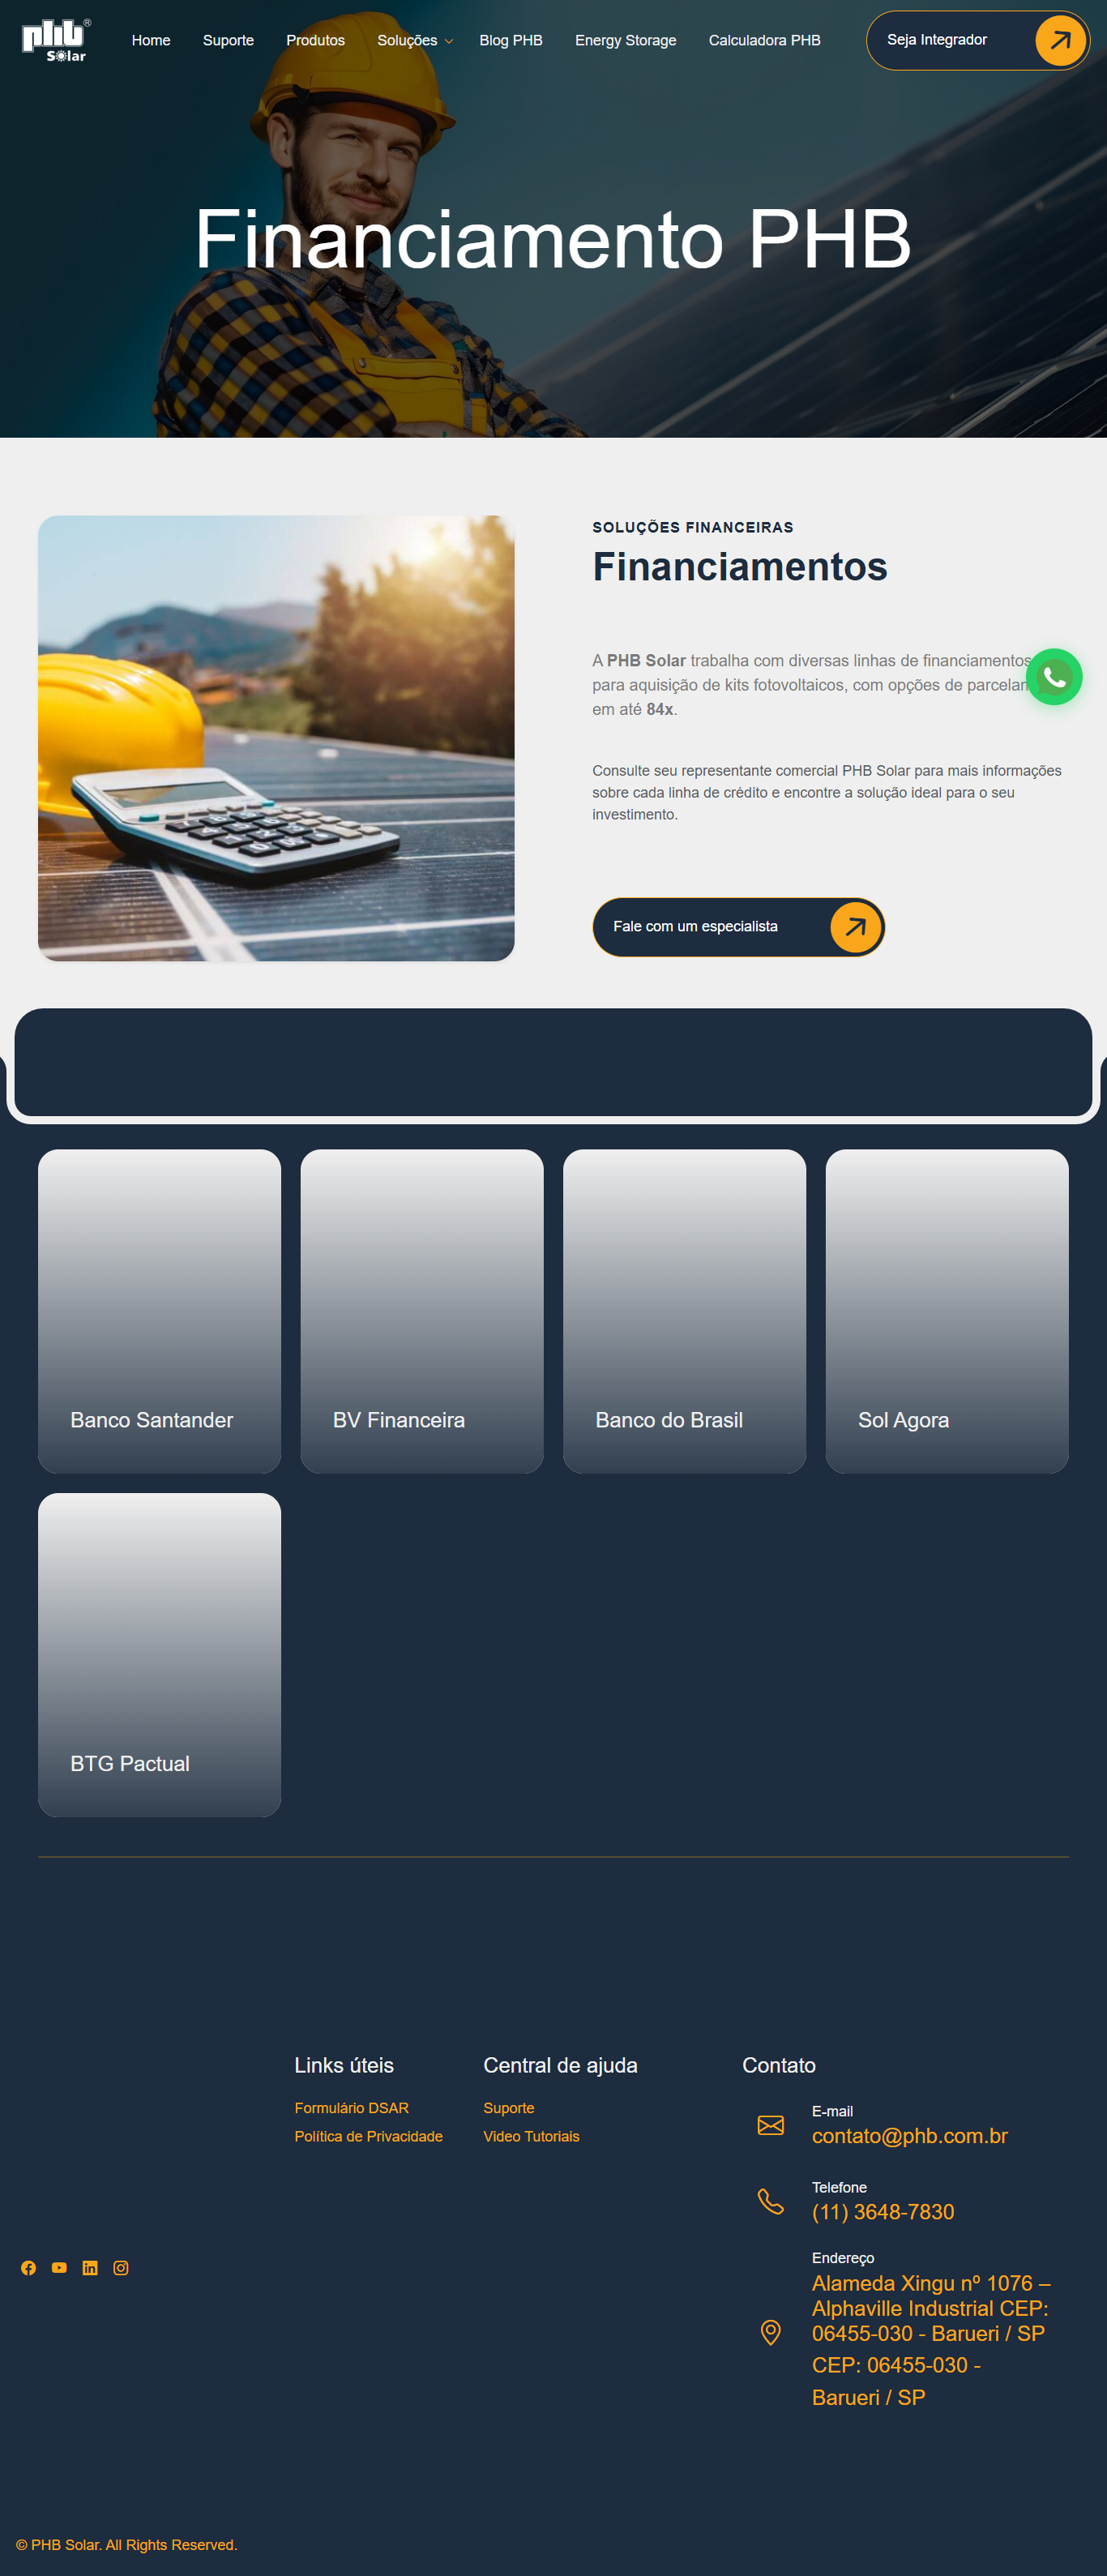 phb®
Solar
Home
Suporte
Produtos
Soluções
Blog PHB
Energy Storage
Calculadora PHB
Seja Integrador
Financiamento PHB
SOLUÇÕES FINANCEIRAS
Financiamentos
A PHB Solar trabalha com diversas linhas de financiamentos
para aquisição de kits fotovoltaicos, com opções de
em até 84x.
Consulte seu representante comercial PHB Solar para mais informações
sobre cada linha de crédito e encontre a solução ideal para o seu
investimento.
Fale com um especialista
Banco Santander
BV Financeira
Banco do Brasil
Sol Agora
BTG Pactual
Links úteis
Formulário DSAR
Política de Privacidade
Central de ajuda
Suporte
Video Tutoriais
Contato
E-mail
contato@phb.com.br
Telefone
(11) 3648-7830
Endereço
Alameda Xingu nº 1076 –
Alphaville Industrial CEP:
06455-030 - Barueri / SP
CEP: 06455-030 -
Barueri / SP
© PHB Solar. All Rights Reserved.